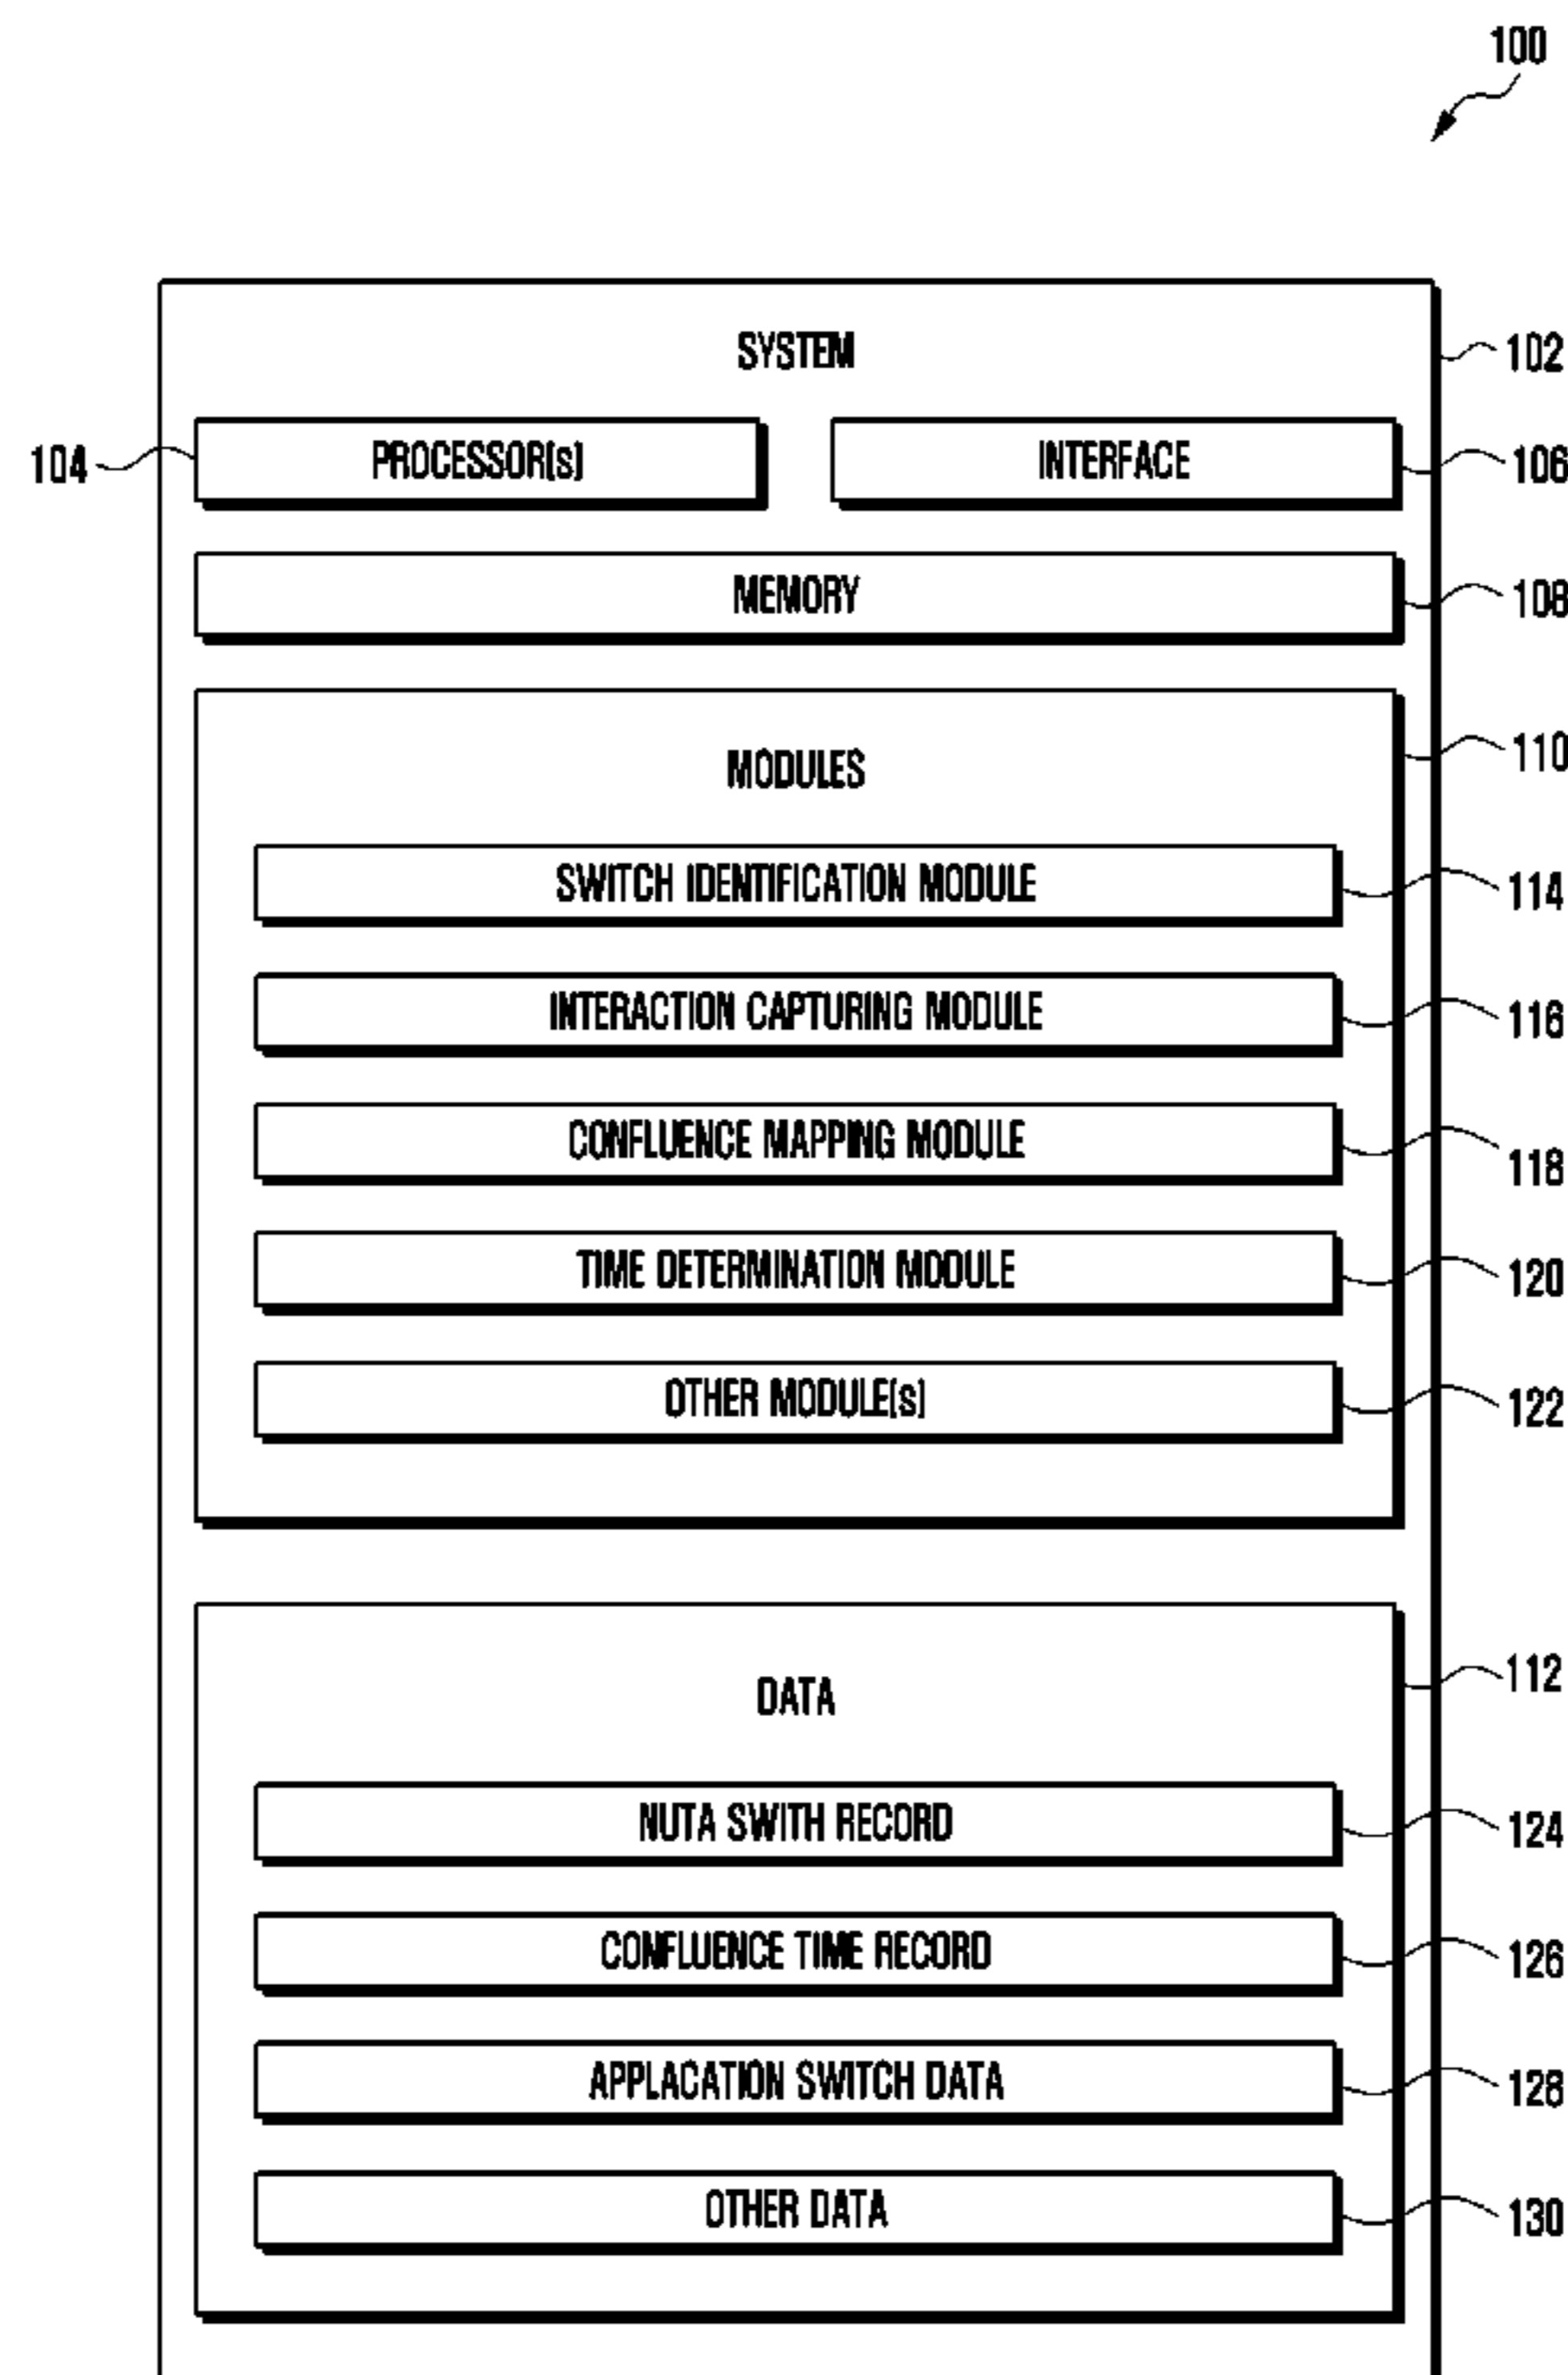 100
SYSTEM
102
104
PROCESSOR(s)
INTERFACE
106
MEMORY
108
MODULES
110
SWITCH IDENTIFICATION MODULE
114
INTERACTION CAPTURING MODULE
116
CONFLUENCE MAPPING MODULE
118
TIME DETERMINATION MODULE
120
OTHER MODULE(s)
122
DATA
112
NUTA SWITH RECORD
124
CONFLUENCE TIME RECORD
126
APPLACATION SWITCH DATA
128
OTHER DATA
130